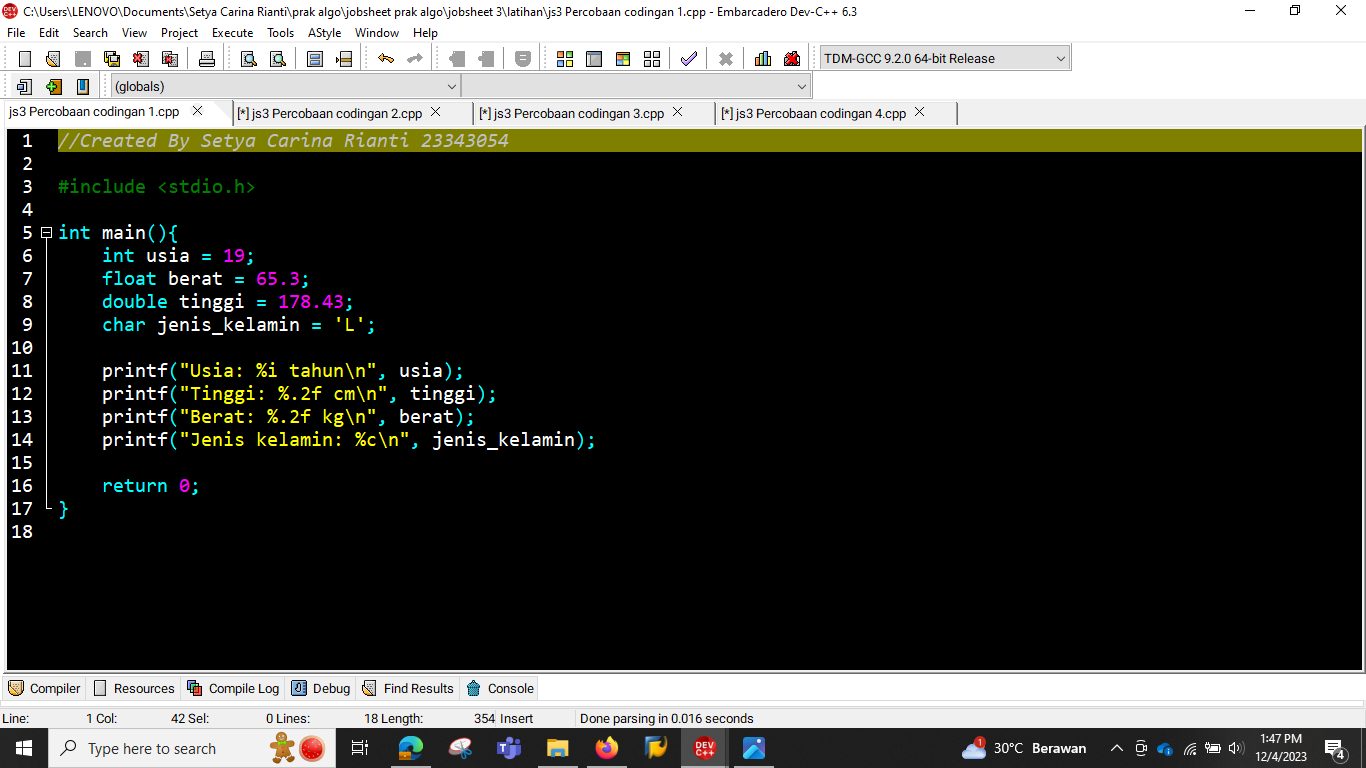 C:\Users\LENOVO\Documents\Setya Carina Rianti\prak algo\jobsheet prak algo\jobsheet 3\latihan\js3 Percobaan codingan 1.cpp - Embarcadero Dev-C++ 6.3
File Edit Search View Project Execute Tools AStyle Window Help
TDM-GCC 9.2.0 64-bit Release
(globals)
js3 Percobaan codingan 1.cpp [*] js3 Percobaan codingan 2.cpp [*] js3 Percobaan codingan 3.cpp [*] js3 Percobaan codingan 4.cpp
1 //Created By Setya Carina Rianti 23343054
2
3 #include <stdio.h>
4
5 int main(){
6 int usia = 19;
7 float berat = 65.3;
8 double tinggi = 178.43;
9 char jenis_kelamin = 'L';
10
11 printf("Usia: %i tahun\n", usia);
12 printf("Tinggi: %.2f cm\n", tinggi);
13 printf("Berat: %.2f kg\n", berat);
14 printf("Jenis kelamin: %c\n", jenis_kelamin);
15
16 return 0;
17 }
18
Compiler Resources Compile Log Debug Find Results Console
Line: 1 Col: 42 Sel: 0 Lines: 18 Length: 354 Insert Done parsing in 0.016 seconds
Type here to search
DEV C++
1
30°C Berawan
1:47 PM
12/4/2023
4